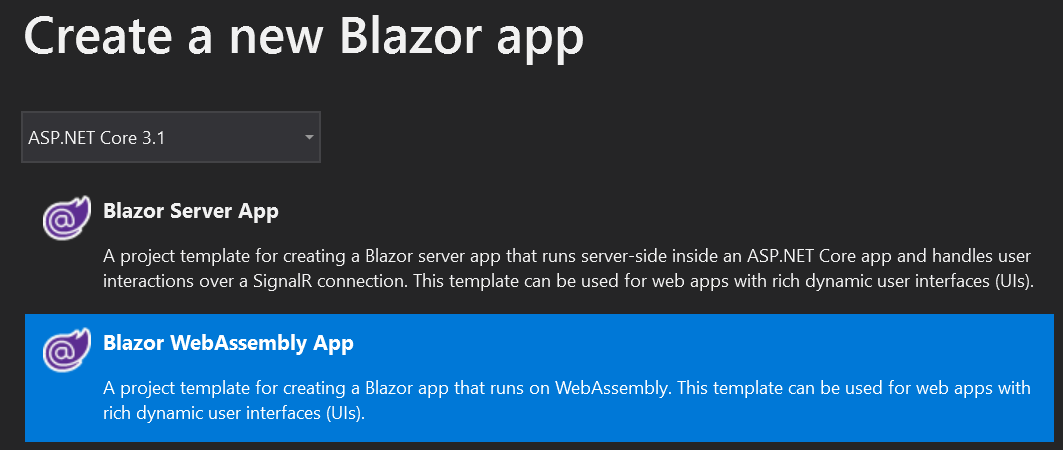 Create a new Blazor app
ASP.NET Core 3.1
Blazor Server App
A project template for creating a Blazor server app that runs server-side inside an ASP.NET Core app and handles user
interactions over a SignalR connection. This template can be used for web apps with rich dynamic user interfaces (UIs).
Blazor WebAssembly App
A project template for creating a Blazor app that runs on WebAssembly. This template can be used for web apps with
rich dynamic user interfaces (UIs).